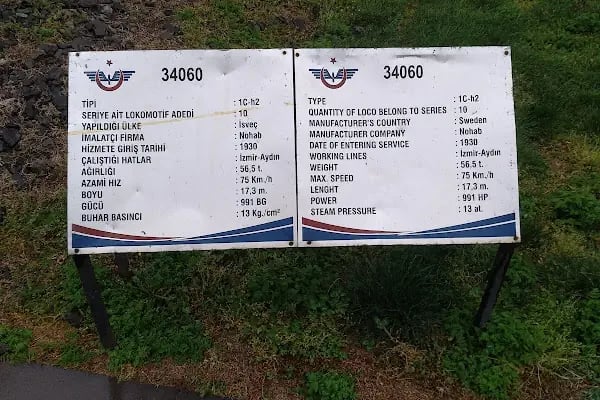 34060
TİPİ : 1C-h2
SERIYE AİT LOKOMOTİF ADEDİ : 10
YAPILDIĞI ÜLKE : İsveç
İMALATÇI FİRMA : Nohab
HİZMETE GİRİŞ TARİHİ : 1930
ÇALIŞTIĞI HATLAR : İzmir-Aydın
AĞIRLIĞI : 56,5 t.
AZAMİ HIZ : 75 Km./h
BOYU : 17,3 m.
GÜCÜ : 991 BG
BUHAR BASINCI : 13 Kg./cm²
34060
TYPE : 1C-h2
QUANTITY OF LOCO BELONG TO SERIES : 10
MANUFACTURER'S COUNTRY : Sweden
MANUFACTURER COMPANY : Nohab
DATE OF ENTERING SERVICE : 1930
WORKING LINES : İzmir-Aydın
WEIGHT : 56,5 t.
MAX. SPEED : 75 Km./h
LENGHT : 17,3 m.
POWER : 991 HP
STEAM PRESSURE : 13 at.